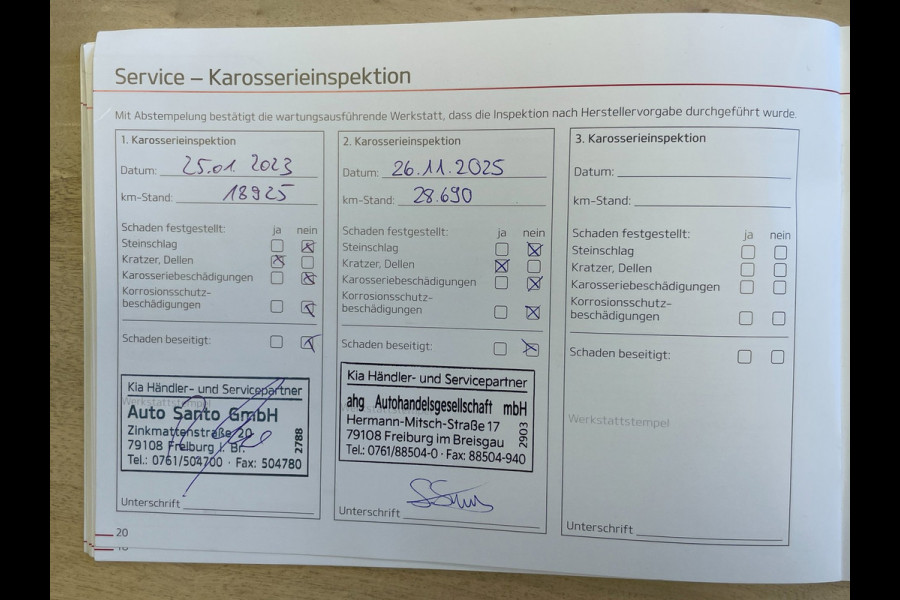 Service – Karosserieinspektion
Mit Abstempelung bestätigt die wartungsausführende Werkstatt, dass die Inspektion nach Herstellervorgabe durchgeführt wurde.
1. Karosserieinspektion
Datum: 25.01.2023
km-Stand: 18925
Schaden festgestellt: ja nein
Steinschlag
Kratzer, Dellen
Karosseriebeschädigungen
Korrosionsschutz-
beschädigungen
Schaden beseitigt:
Kia Händler- und Servicepartner
Werkstattstempel
Auto Santo GmbH
Zinkmattenstraße 20
79108 Freiburg i. Br.
Tel.: 0761/504700 · Fax: 504780
2788
Unterschrift
2. Karosserieinspektion
Datum: 26.11.2025
km-Stand: 28.690
Schaden festgestellt: ja nein
Steinschlag
Kratzer, Dellen
Karosseriebeschädigungen
Korrosionsschutz-
beschädigungen
Schaden beseitigt:
Kia Händler- und Servicepartner
ahg Autohandelsgesellschaft mbH
Hermann-Mitsch-Straße 17
79108 Freiburg im Breisgau
Tel.: 0761/88504-0 · Fax: 88504-940
2903
Unterschrift
3. Karosserieinspektion
Datum:
km-Stand:
Schaden festgestellt: ja nein
Steinschlag
Kratzer, Dellen
Karosseriebeschädigungen
Korrosionsschutz-
beschädigungen
Schaden beseitigt:
Werkstattstempel
Unterschrift
20